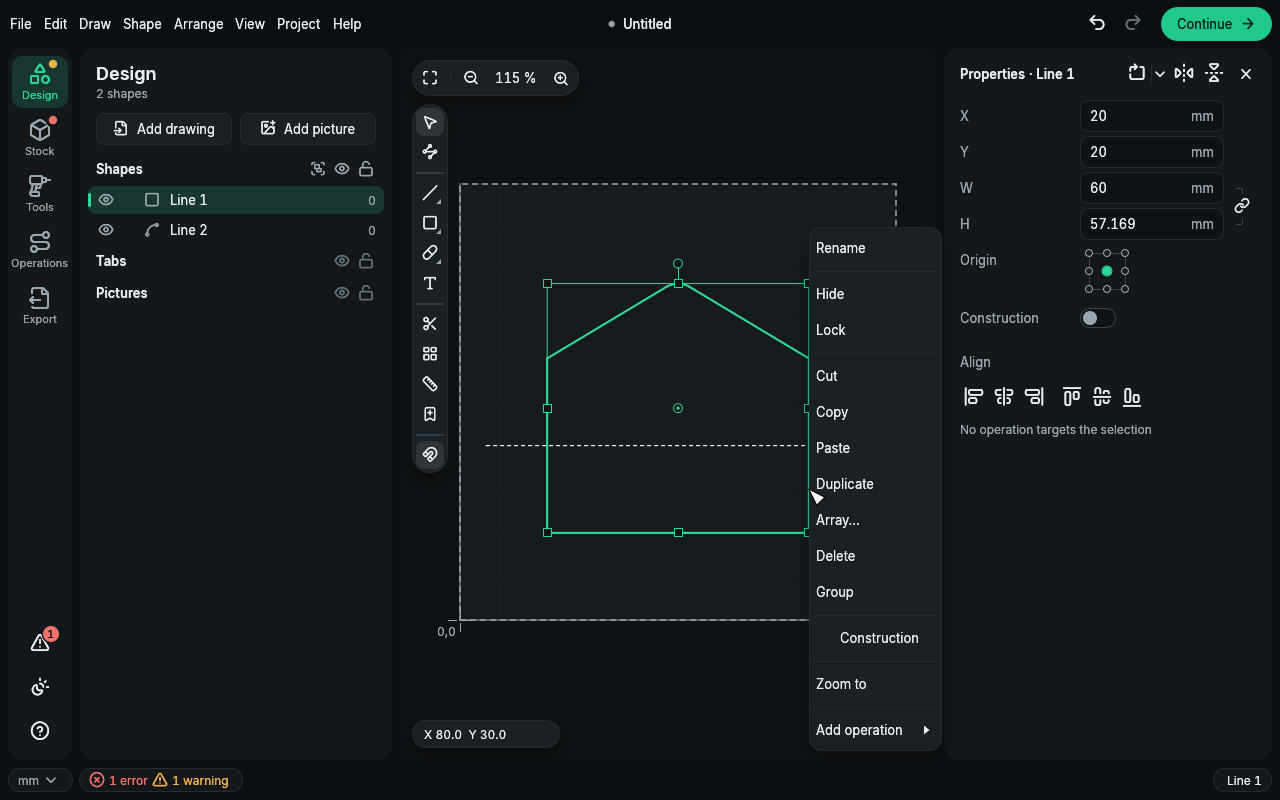 File Edit Draw Shape Arrange View Project Help
Untitled
Continue
Design
Stock
Tools
Operations
Export
1
Design
2 shapes
Add drawing
Add picture
Shapes
Line 1 0
Line 2 0
Tabs
Pictures
115 %
0,0
X 80.0 Y 30.0
Rename
Hide
Lock
Cut
Copy
Paste
Duplicate
Array...
Delete
Group
Construction
Zoom to
Add operation
Properties · Line 1
X 20 mm
Y 20 mm
W 60 mm
H 57.169 mm
Origin
Construction
Align
No operation targets the selection
mm
1 error 1 warning
Line 1